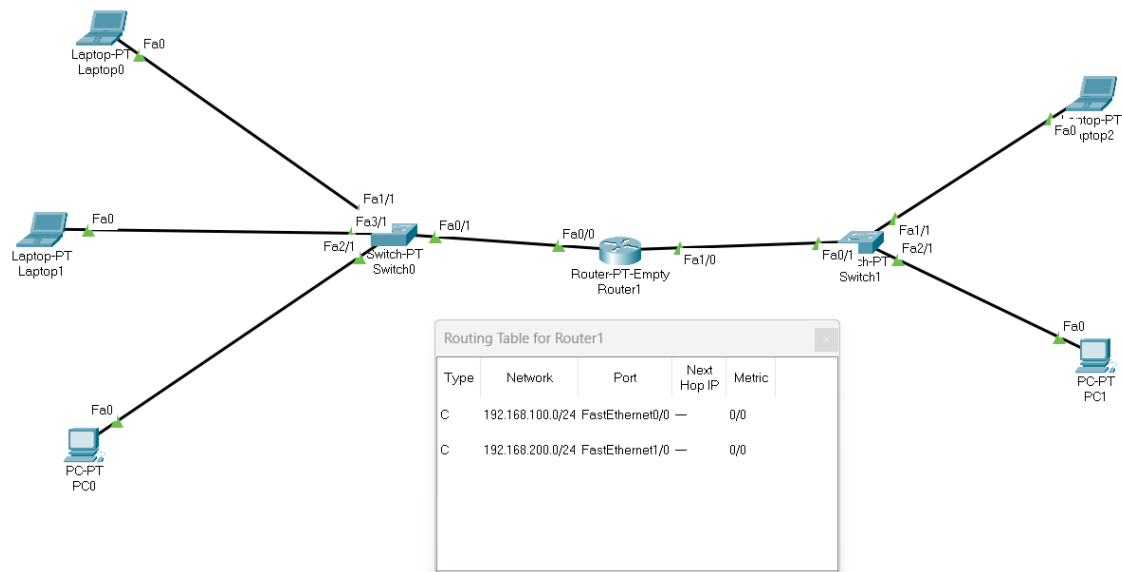 Fa0
Laptop-PT
Laptop0
Fa0
Laptop-PT
Laptop1
Fa1/1
Fa3/1
Fa2/1
Switch-PT
Switch0
Fa0/1
Fa0/0
Router-PT-Empty
Router1
Fa1/0
Fa0/1
Switch1
Fa1/1
Fa2/1
Fa0
Fa0
PC-PT
PC1
Fa0
PC-PT
PC0
Routing Table for Router1
Type Network Port Next Hop IP Metric
C 192.168.100.0/24 FastEthernet0/0 — 0/0
C 192.168.200.0/24 FastEthernet1/0 — 0/0